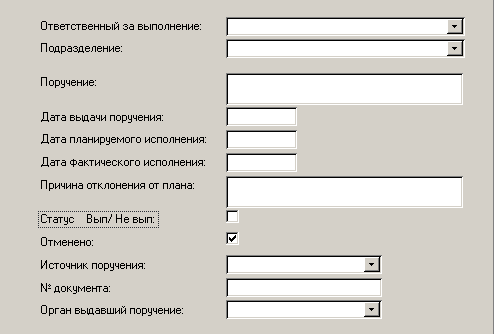 Ответственный за выполнение:
Подразделение:
Поручение:
Дата выдачи поручения:
Дата планируемого исполнения:
Дата фактического исполнения:
Причина отклонения от плана:
Статус Вып/ Не вып:
Отменено:
Источник поручения:
№ документа:
Орган выдавший поручение: